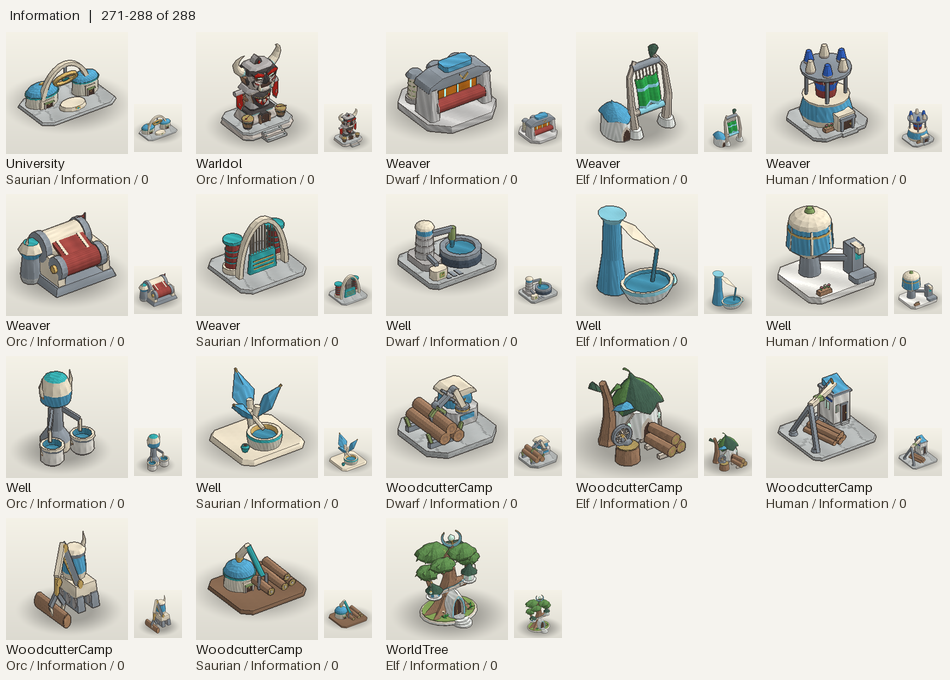 Information | 271-288 of 288
University
Saurian / Information / 0
WarIdol
Orc / Information / 0
Weaver
Dwarf / Information / 0
Weaver
Elf / Information / 0
Weaver
Human / Information / 0
Weaver
Orc / Information / 0
Weaver
Saurian / Information / 0
Well
Dwarf / Information / 0
Well
Elf / Information / 0
Well
Human / Information / 0
Well
Orc / Information / 0
Well
Saurian / Information / 0
WoodcutterCamp
Dwarf / Information / 0
WoodcutterCamp
Elf / Information / 0
WoodcutterCamp
Human / Information / 0
WoodcutterCamp
Orc / Information / 0
WoodcutterCamp
Saurian / Information / 0
WorldTree
Elf / Information / 0